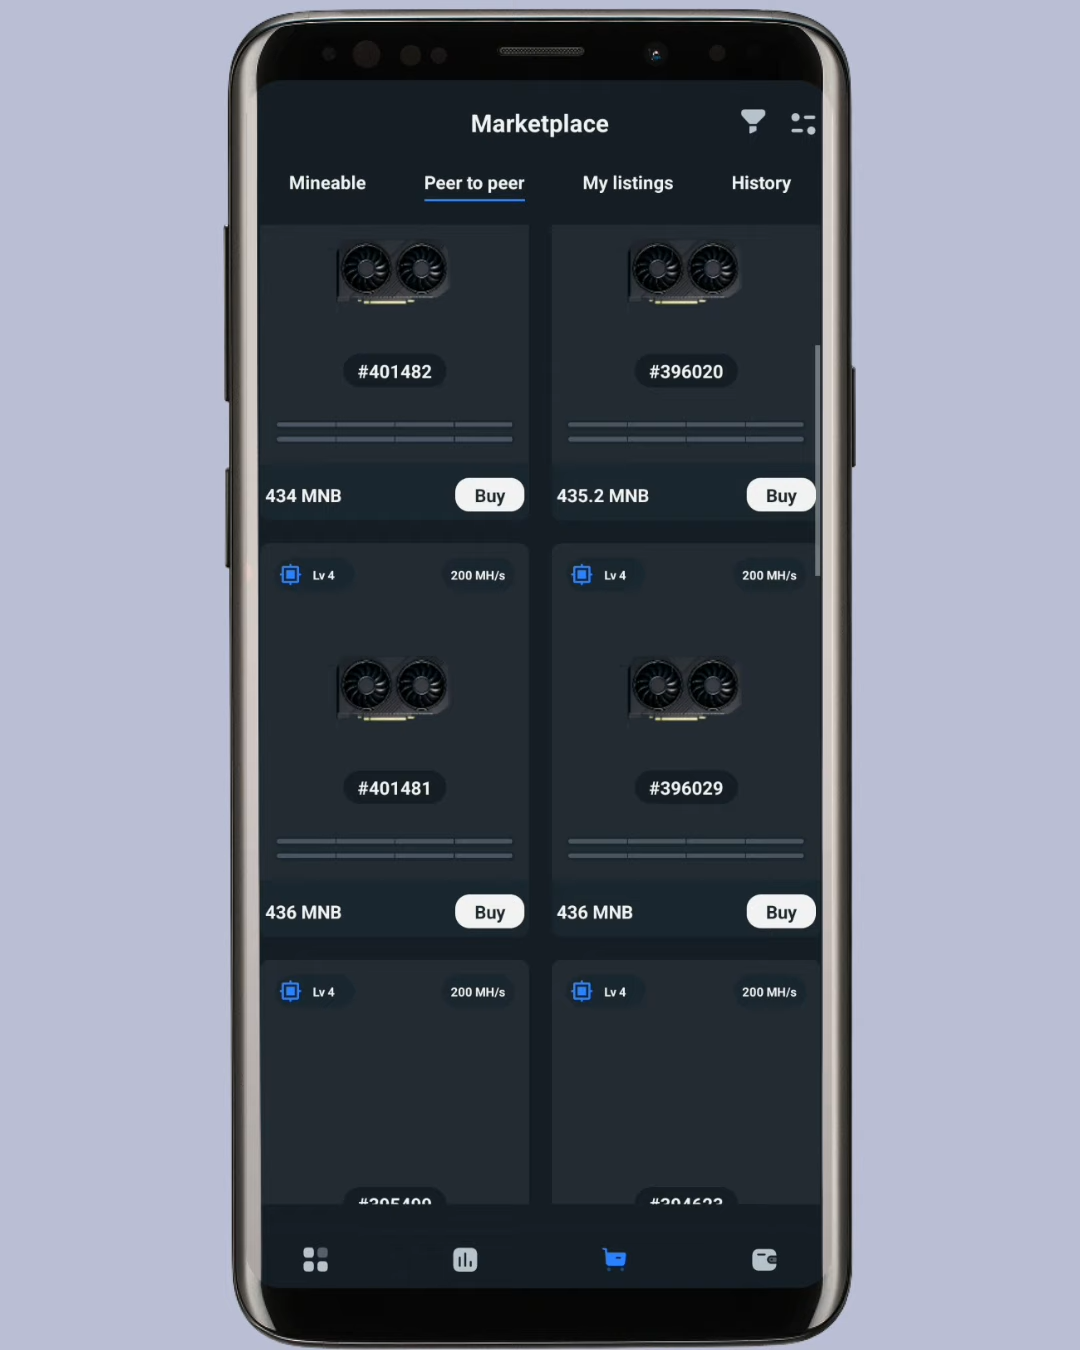 Marketplace
Mineable Peer to peer My listings History
#401482 #396020
434 MNB Buy 435.2 MNB Buy
Lv 4 200 MH/s Lv 4 200 MH/s
#401481 #396029
436 MNB Buy 436 MNB Buy
Lv 4 200 MH/s Lv 4 200 MH/s